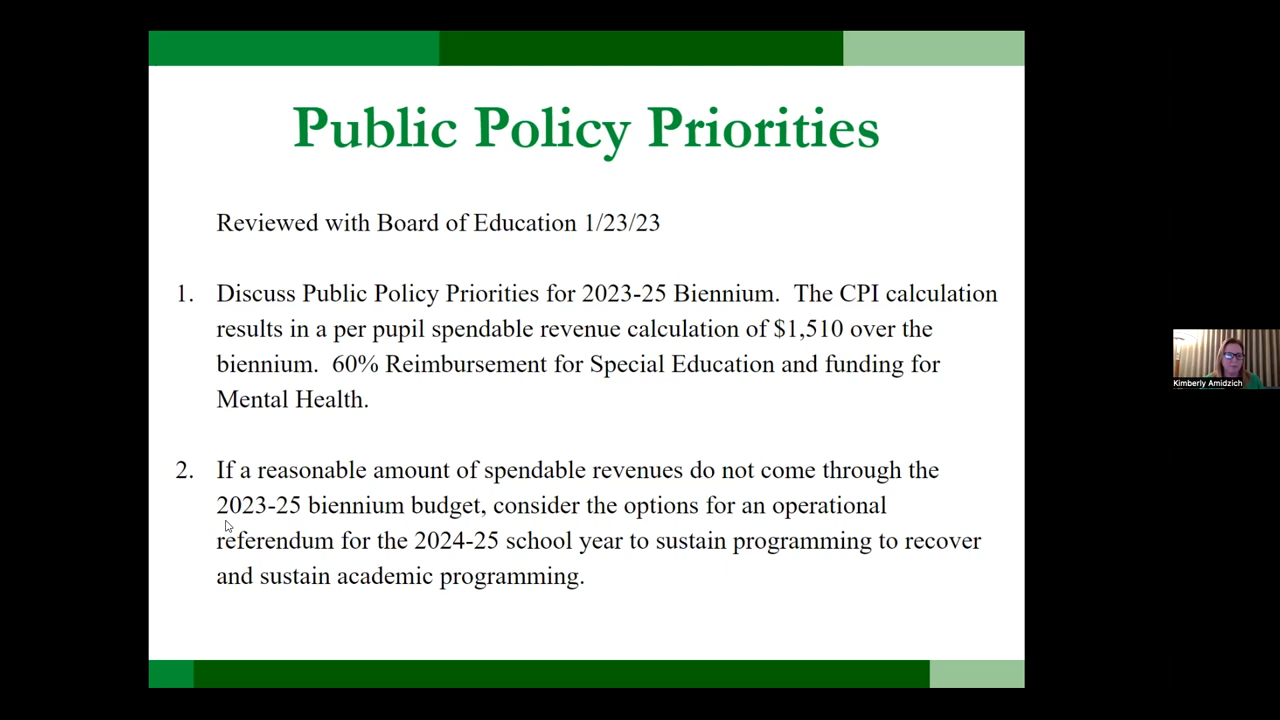 Public Policy Priorities
Reviewed with Board of Education 1/23/23
1. Discuss Public Policy Priorities for 2023-25 Biennium.  The CPI calculation
results in a per pupil spendable revenue calculation of $1,510 over the
biennium.  60% Reimbursement for Special Education and funding for
Mental Health.
2. If a reasonable amount of spendable revenues do not come through the
2023-25 biennium budget, consider the options for an operational
referendum for the 2024-25 school year to sustain programming to recover
and sustain academic programming.
Kimberly Amidzich